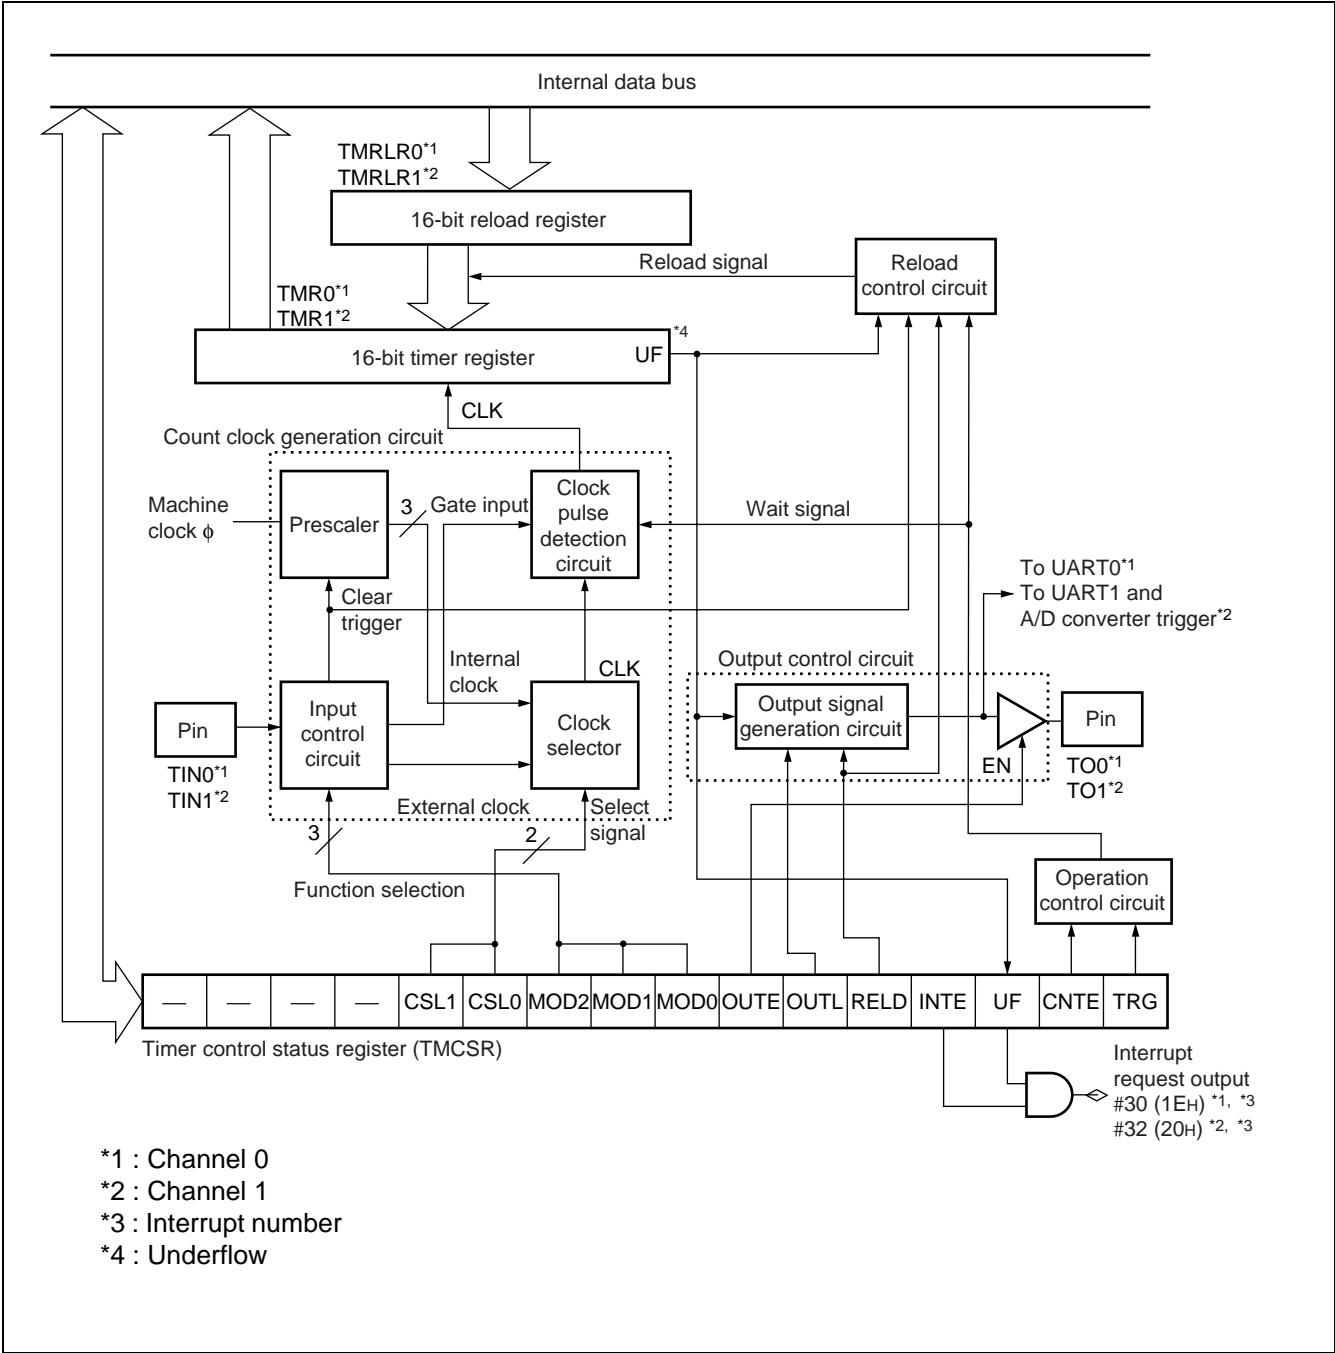 Internal data bus
TMRLR0*1
TMRLR1*2
16-bit reload register
Reload signal
Reload
control circuit
TMR0*1
TMR1*2
*4
16-bit timer register
UF
CLK
Count clock generation circuit
Machine
clock ϕ
Prescaler
3
Gate input
Clock
pulse
detection
circuit
Wait signal
Clear
trigger
To UART0*1
To UART1 and
A/D converter trigger*2
Internal
clock
CLK
Output control circuit
Pin
TIN0*1
TIN1*2
Input
control
circuit
Clock
selector
Output signal
generation circuit
EN
Pin
TO0*1
TO1*2
External clock
Select
signal
3
2
Function selection
Operation
control circuit
— — — — CSL1 CSL0 MOD2 MOD1 MOD0 OUTE OUTL RELD INTE UF CNTE TRG
Timer control status register (TMCSR)
Interrupt
request output
#30 (1EH) *1, *3
#32 (20H) *2, *3
*1 : Channel 0
*2 : Channel 1
*3 : Interrupt number
*4 : Underflow